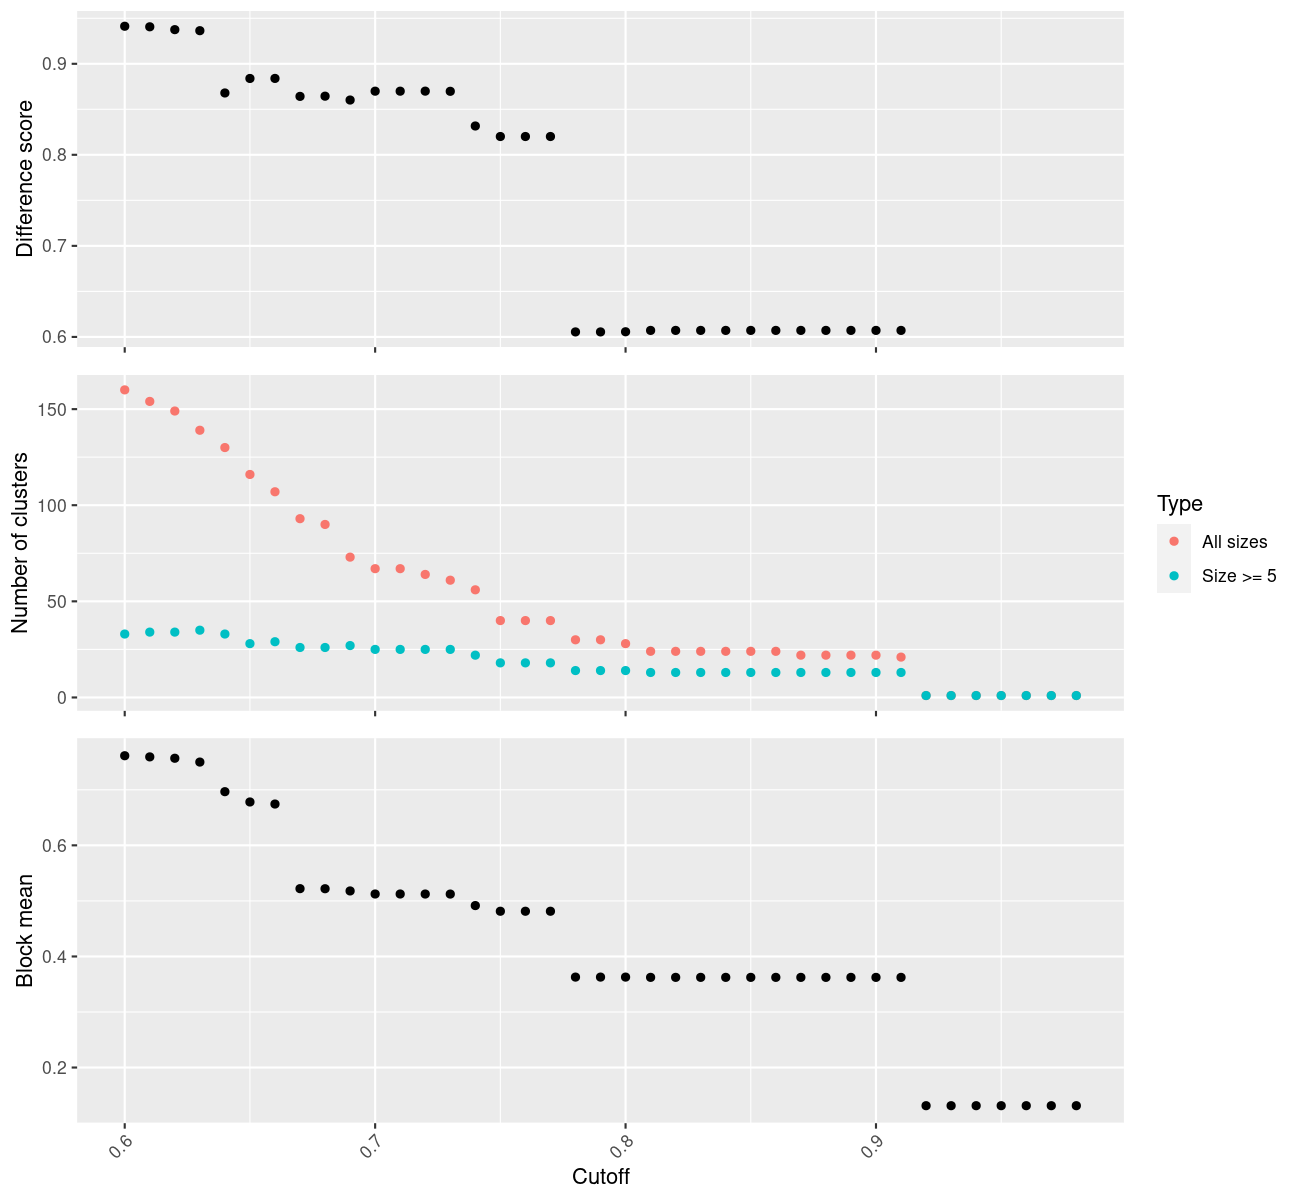 Difference score
0.9
0.8
0.7
0.6
Number of clusters
150
100
50
0
Type
All sizes
Size >= 5
Block mean
0.6
0.4
0.2
0.6
0.7
0.8
0.9
Cutoff